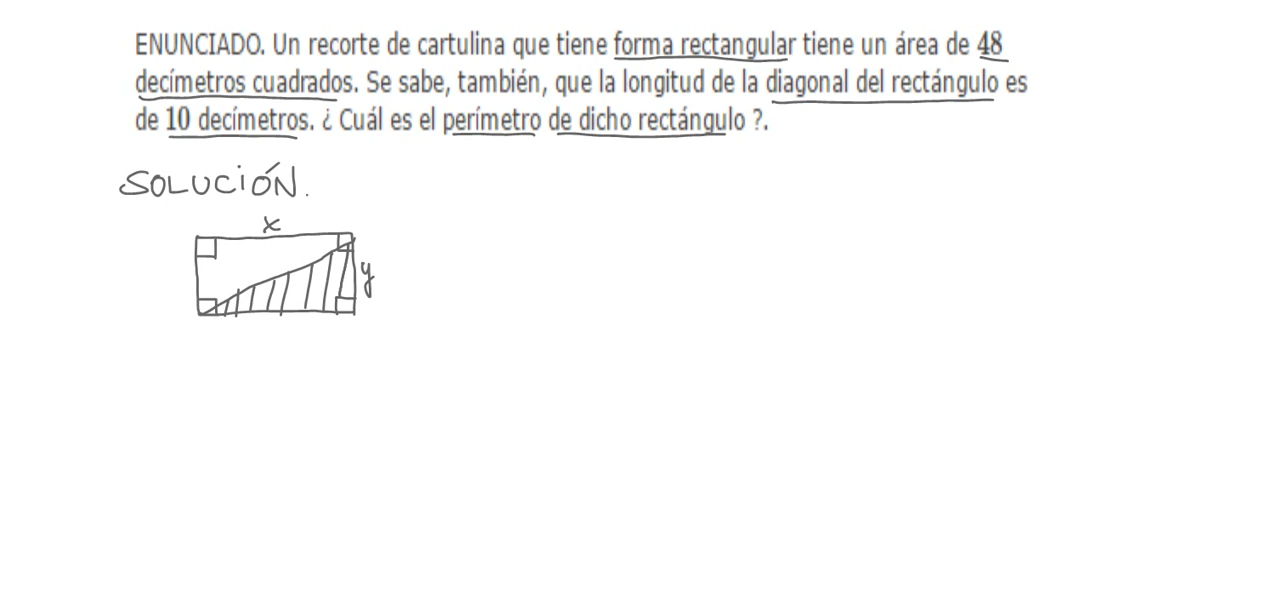 ENUNCIADO. Un recorte de cartulina que tiene forma rectangular tiene un área de 48
decímetros cuadrados. Se sabe, también, que la longitud de la diagonal del rectángulo es
de 10 decímetros. ¿ Cuál es el perímetro de dicho rectángulo ?.
SOLUCIÓN.
x
y